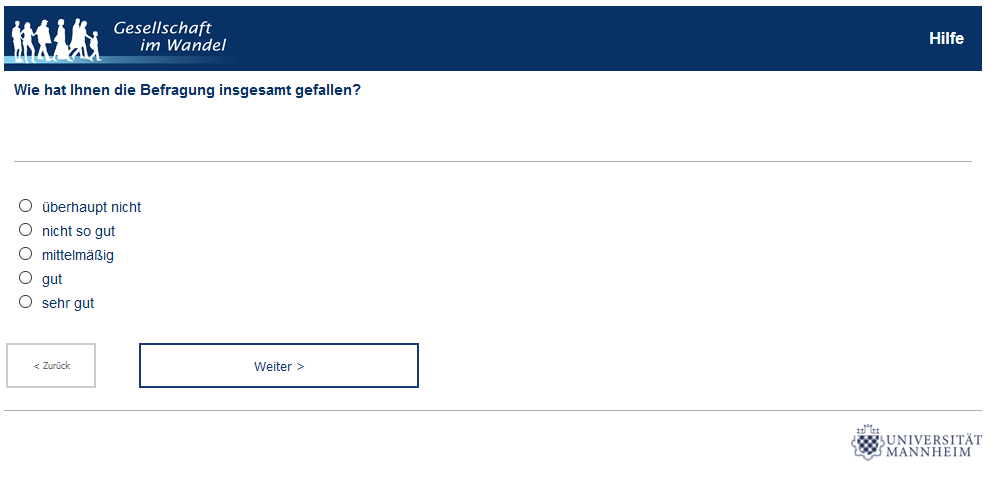 Gesellschaft
im Wandel
Hilfe
Wie hat Ihnen die Befragung insgesamt gefallen?
überhaupt nicht
nicht so gut
mittelmäßig
gut
sehr gut
< Zurück
Weiter >
UNIVERSITÄT
MANNHEIM